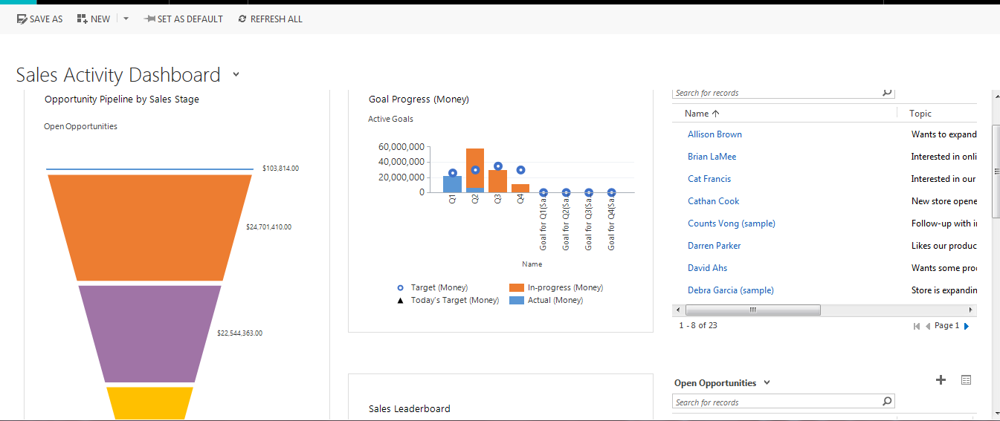 SAVE AS NEW SET AS DEFAULT REFRESH ALL
Sales Activity Dashboard
Opportunity Pipeline by Sales Stage
Open Opportunities
$103,814.00
$24,701,410.00
$22,544,363.00
Goal Progress (Money)
Active Goals
60,000,000
40,000,000
20,000,000
0
Q1
Q2
Q3
Q4
Goal for Q1(Sa
Goal for Q2(Sa
Goal for Q3(Sa
Goal for Q4(Sa
Name
Target (Money) In-progress (Money)
Today's Target (Money) Actual (Money)
Sales Leaderboard
Search for records
Name Topic
Allison Brown Wants to expand
Brian LaMee Interested in onli
Cat Francis Interested in our
Cathan Cook New store opene
Counts Vong (sample) Follow-up with i
Darren Parker Likes our produc
David Ahs Wants some pro
Debra Garcia (sample) Store is expandin
1 - 8 of 23 Page 1
Open Opportunities
Search for records